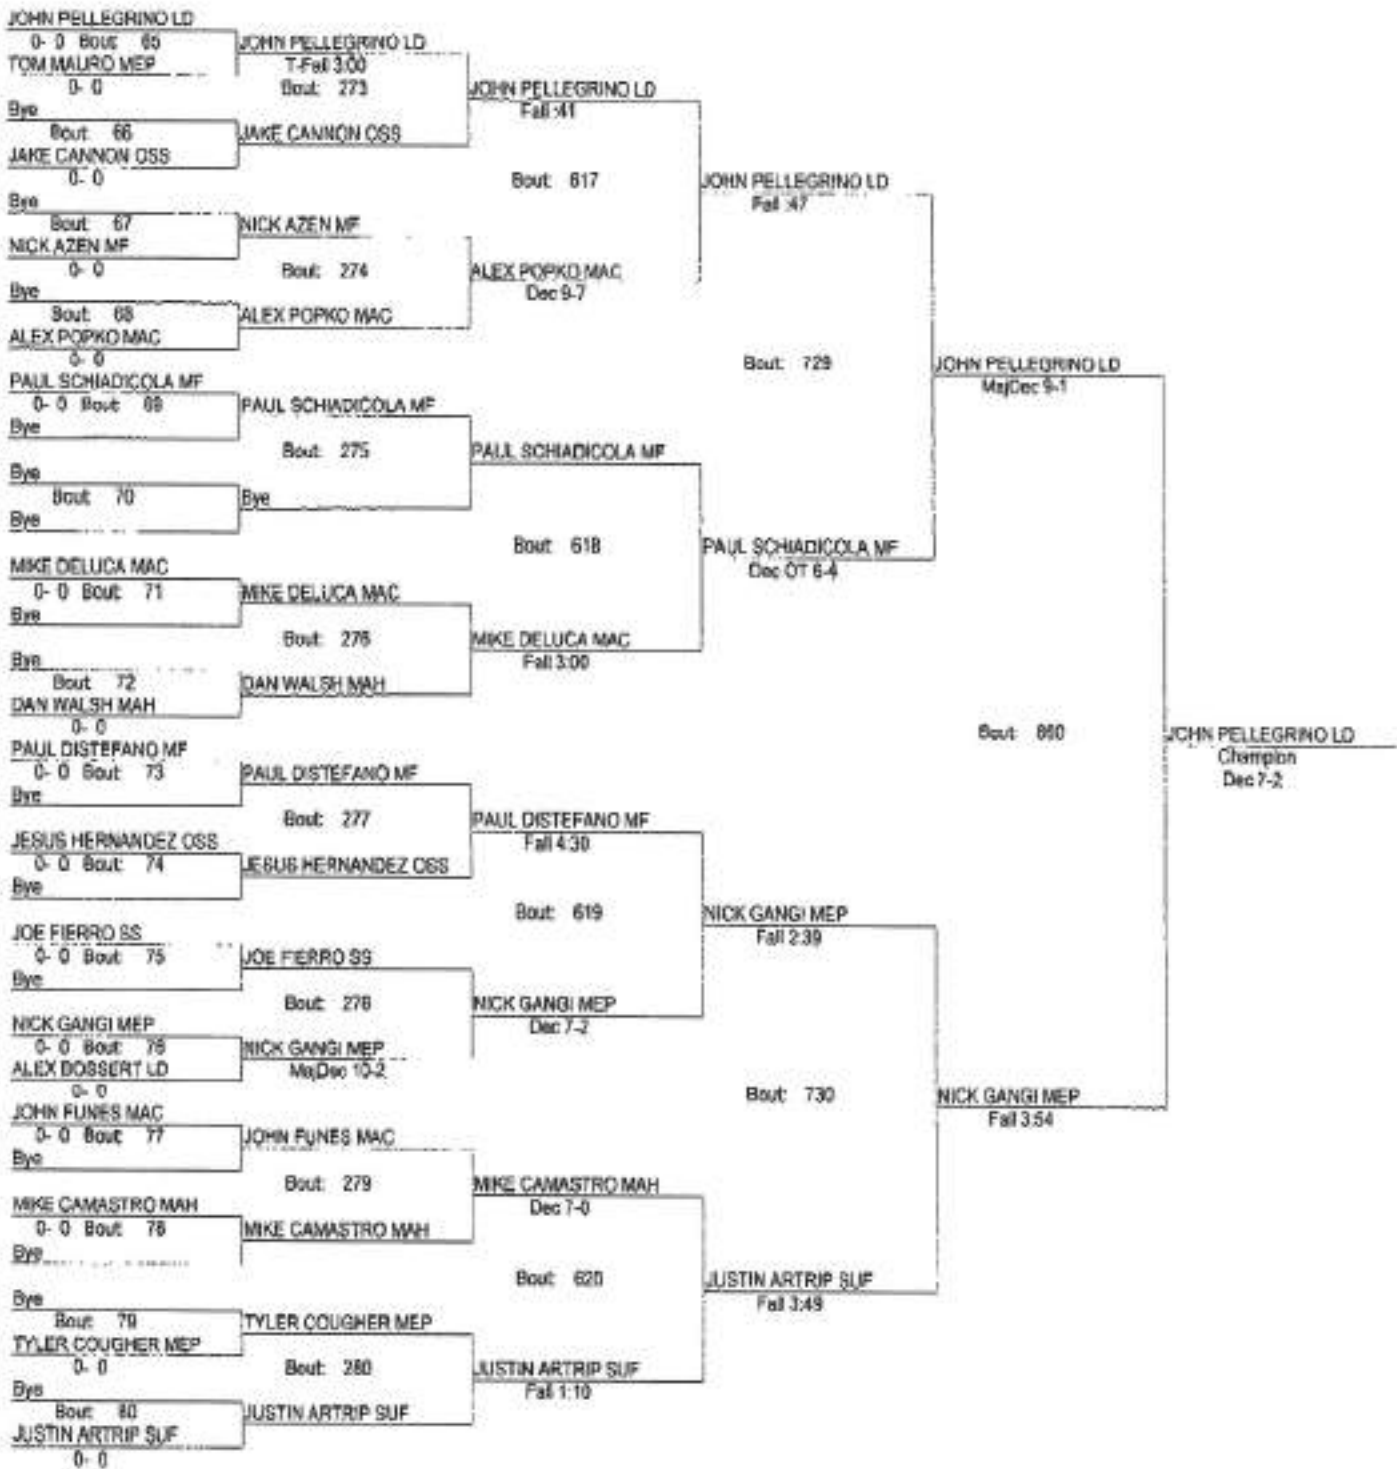 JOHN PELLEGRINO LD
0- 0 Bout: 65
TOM MAURO MEP
0- 0
Bye
Bout: 66
JAKE CANNON OSS
0- 0
Bye
Bout: 67
NICK AZEN MF
0- 0
Bye
Bout: 68
ALEX POPKO MAC
0- 0
PAUL SCHIADICOLA MF
0- 0 Bout: 69
Bye
Bye
Bout: 70
Bye
MIKE DELUCA MAC
0- 0 Bout: 71
Bye
Bye
Bout: 72
DAN WALSH MAH
0- 0
PAUL DISTEFANO MF
0- 0 Bout: 73
Bye
JESUS HERNANDEZ OSS
0- 0 Bout: 74
Bye
JOE FIERRO SS
0- 0 Bout: 75
Bye
NICK GANGI MEP
0- 0 Bout: 76
ALEX BOSSERT LD
0- 0
JOHN FUNES MAC
0- 0 Bout: 77
Bye
MIKE CAMASTRO MAH
0- 0 Bout: 78
Bye
Bye
Bout: 79
TYLER COUGHER MEP
0- 0
Bye
Bout: 80
JUSTIN ARTRIP SUF
0- 0
JOHN PELLEGRINO LD
T-Fall 3:00
Bout: 273
JAKE CANNON OSS
NICK AZEN MF
Bout: 274
ALEX POPKO MAC
PAUL SCHIADICOLA MF
Bout: 275
Bye
MIKE DELUCA MAC
Bout: 276
DAN WALSH MAH
PAUL DISTEFANO MF
Bout: 277
JESUS HERNANDEZ OSS
JOE FIERRO SS
Bout: 278
NICK GANGI MEP
MajDec 10-2
JOHN FUNES MAC
Bout: 279
MIKE CAMASTRO MAH
TYLER COUGHER MEP
Bout: 280
JUSTIN ARTRIP SUF
JOHN PELLEGRINO LD
Fall :41
Bout: 617
ALEX POPKO MAC
Dec 9-7
PAUL SCHIADICOLA MF
Bout: 618
MIKE DELUCA MAC
Fall 3:00
PAUL DISTEFANO MF
Fall 4:30
Bout: 619
NICK GANGI MEP
Dec 7-2
MIKE CAMASTRO MAH
Dec 7-0
Bout: 620
JUSTIN ARTRIP SUF
Fall 1:10
JOHN PELLEGRINO LD
Fall :47
Bout: 729
PAUL SCHIADICOLA MF
Dec OT 6-4
NICK GANGI MEP
Fall 2:39
Bout: 730
JUSTIN ARTRIP SUF
Fall 3:49
JOHN PELLEGRINO LD
MajDec 9-1
Bout: 860
NICK GANGI MEP
Fall 3:54
JOHN PELLEGRINO LD
Champion
Dec 7-2